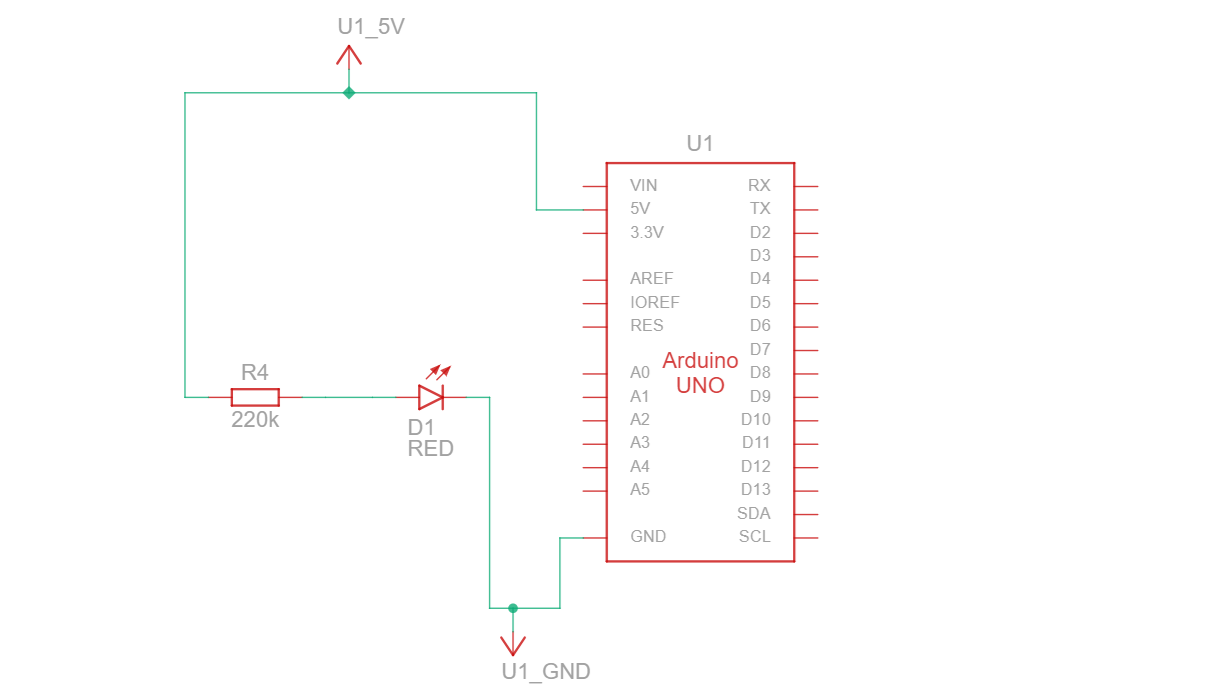 U1_5V
U1
VIN
5V
3.3V
AREF
IOREF
RES
A0
A1
A2
A3
A4
A5
GND
Arduino
UNO
RX
TX
D2
D3
D4
D5
D6
D7
D8
D9
D10
D11
D12
D13
SDA
SCL
R4
220k
D1
RED
U1_GND